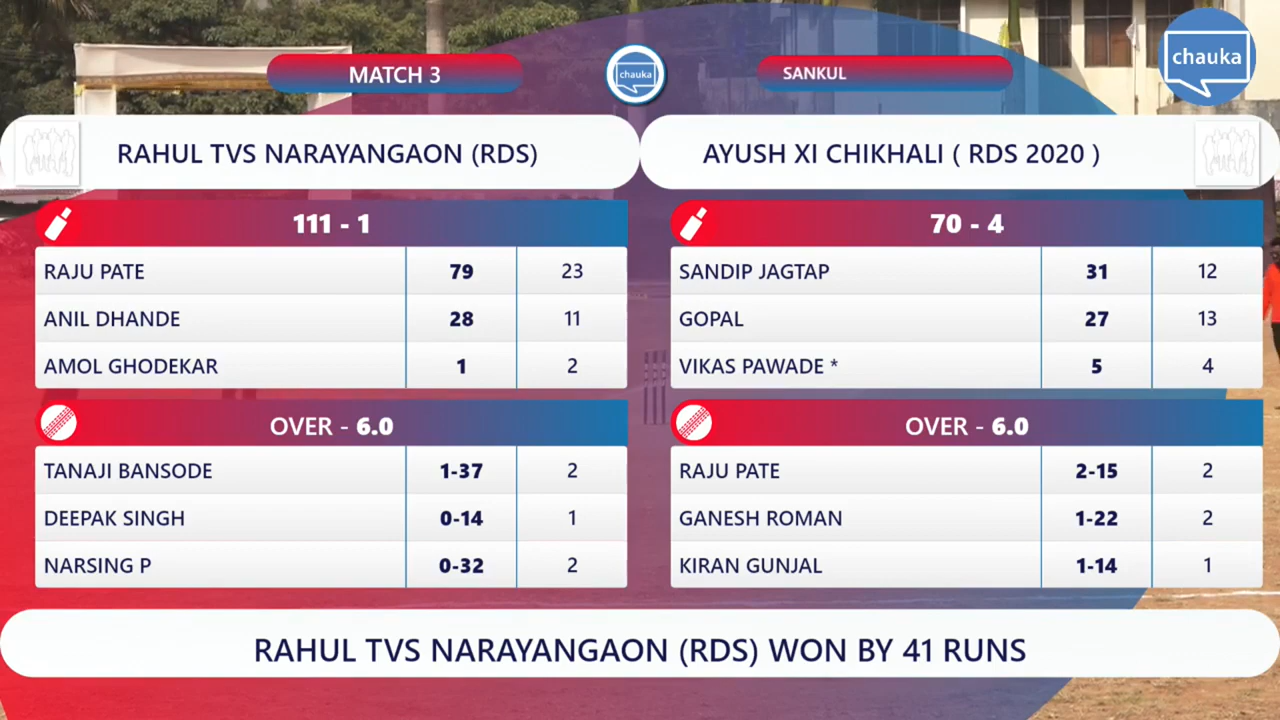 MATCH 3
chauka
SANKUL
chauka
RAHUL TVS NARAYANGAON (RDS)
AYUSH XI CHIKHALI ( RDS 2020 )
111 - 1
RAJU PATE 79 23
ANIL DHANDE 28 11
AMOL GHODEKAR 1 2
OVER - 6.0
TANAJI BANSODE 1-37 2
DEEPAK SINGH 0-14 1
NARSING P 0-32 2
70 - 4
SANDIP JAGTAP 31 12
GOPAL 27 13
VIKAS PAWADE * 5 4
OVER - 6.0
RAJU PATE 2-15 2
GANESH ROMAN 1-22 2
KIRAN GUNJAL 1-14 1
RAHUL TVS NARAYANGAON (RDS) WON BY 41 RUNS